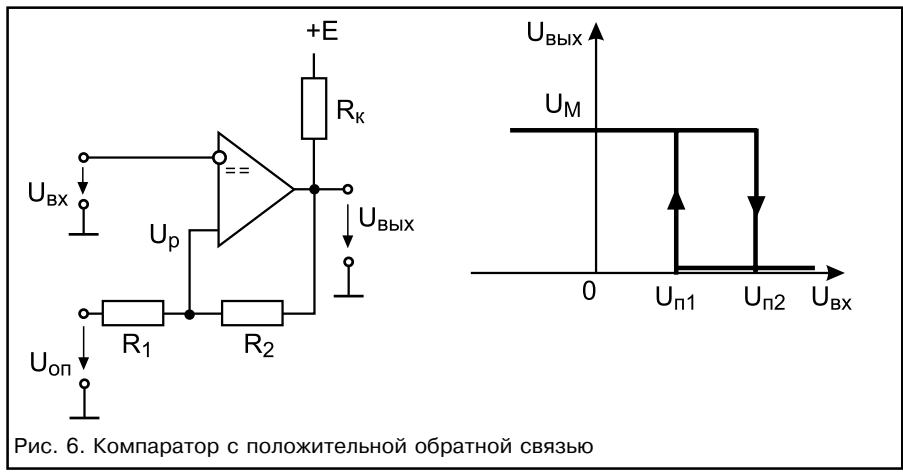 +E
Rк
==
Uвх
Uр
Uвых
R1
R2
Uоп
Uвых
UМ
0
Uп1
Uп2
Uвх
Рис. 6. Компаратор с положительной обратной связью